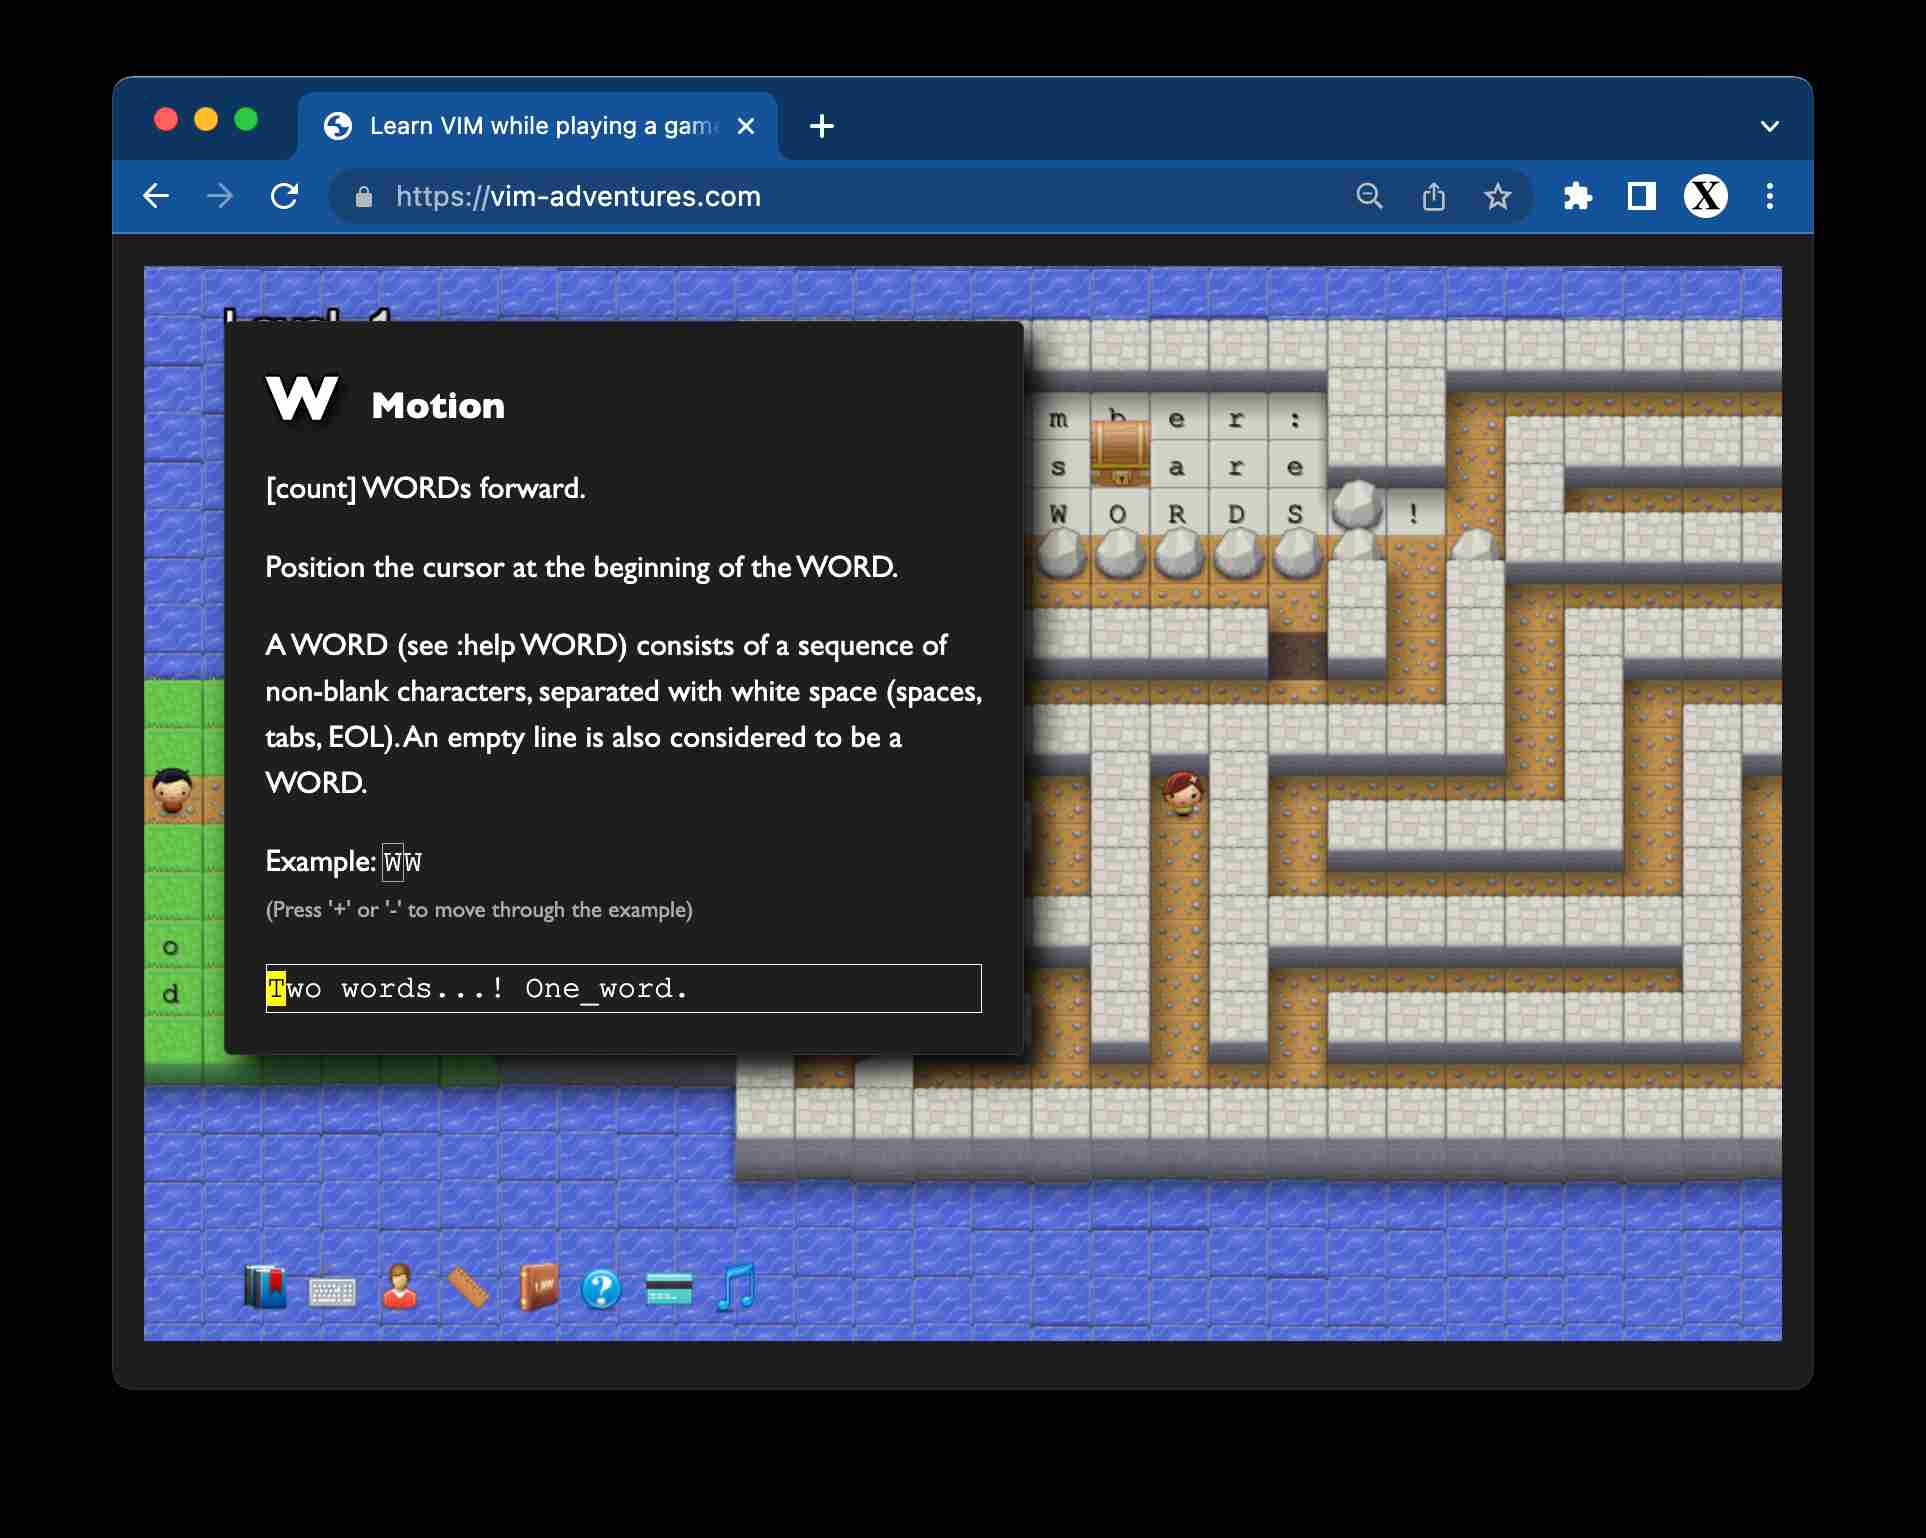 Learn VIM while playing a gam
https://vim-adventures.com
W Motion
[count] WORDs forward.
Position the cursor at the beginning of the WORD.
A WORD (see :help WORD) consists of a sequence of
non-blank characters, separated with white space (spaces,
tabs, EOL). An empty line is also considered to be a
WORD.
Example: WW
(Press '+' or '-' to move through the example)
Two words...! One_word.
m b e r :
s a r e
W O R D S !
o
d
X